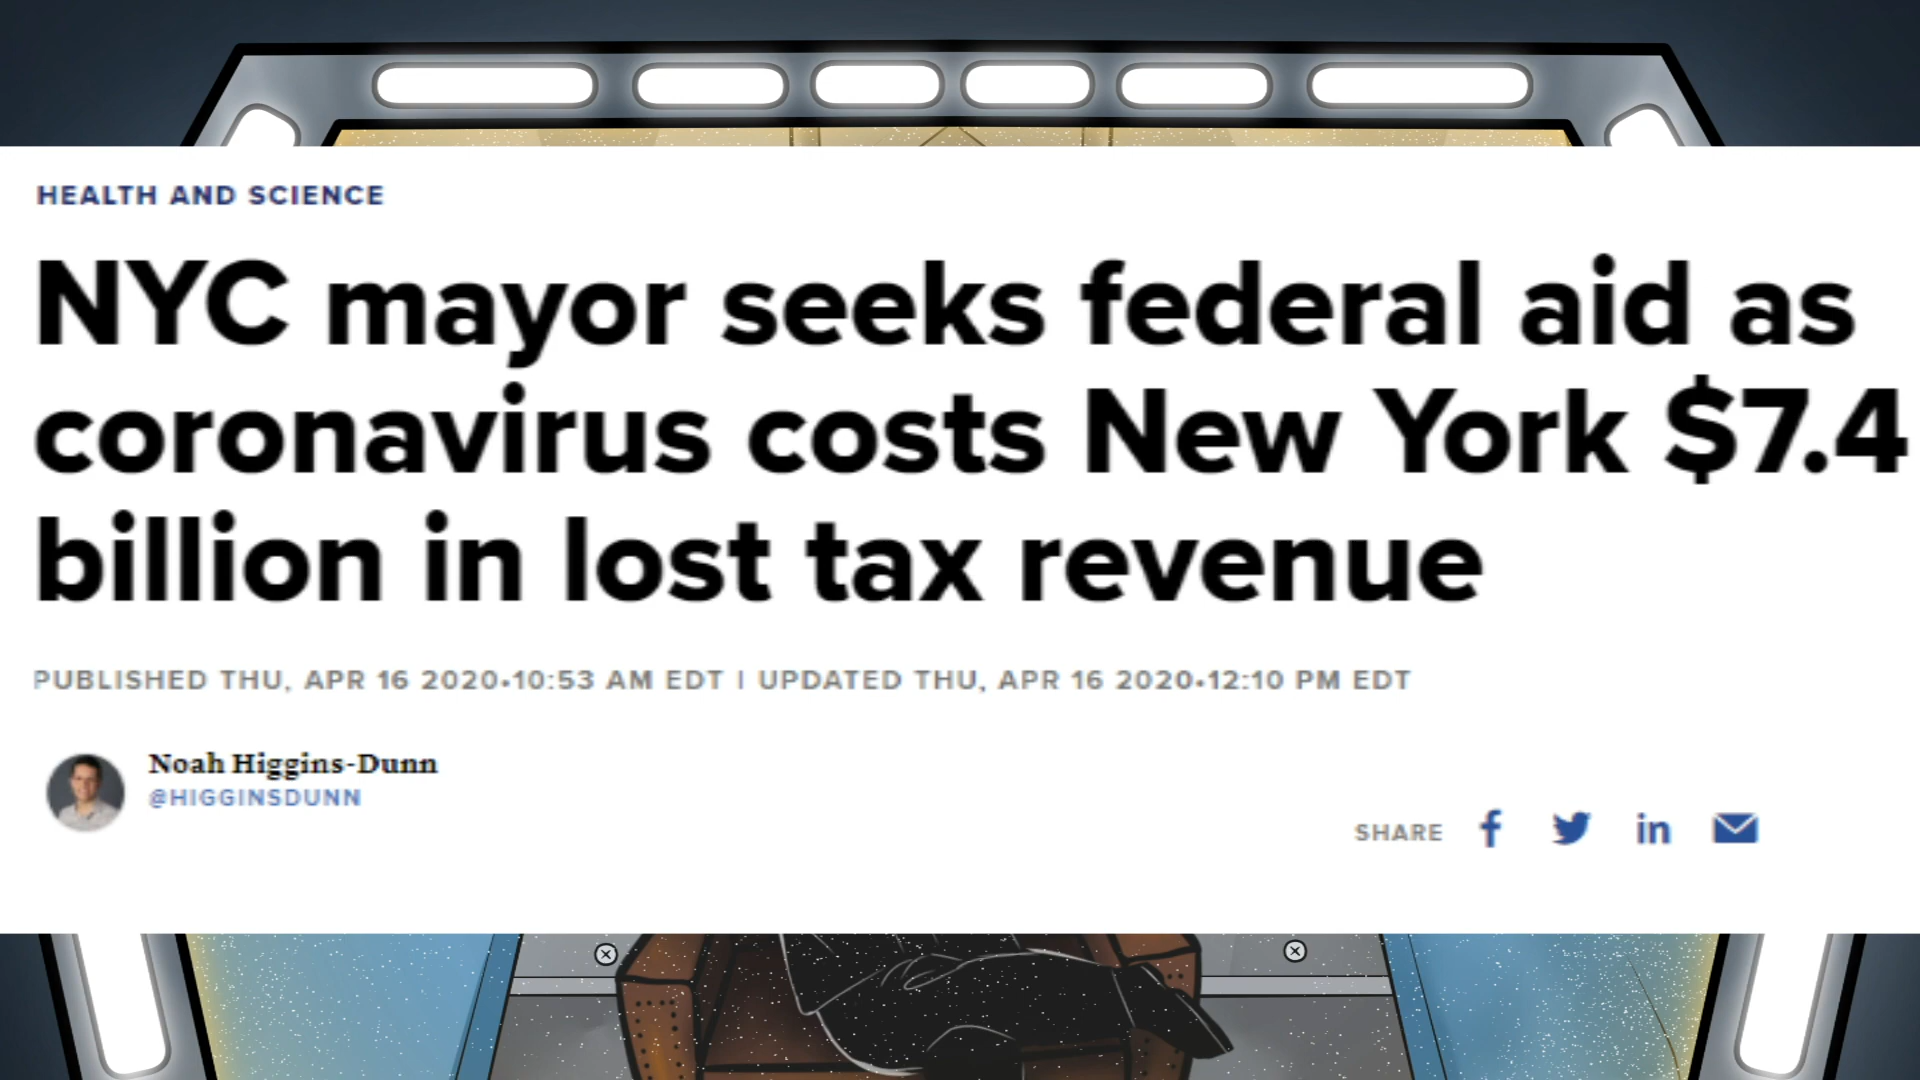 HEALTH AND SCIENCE
NYC mayor seeks federal aid as
coronavirus costs New York $7.4
billion in lost tax revenue
PUBLISHED THU, APR 16 2020•10:53 AM EDT | UPDATED THU, APR 16 2020•12:10 PM EDT
Noah Higgins-Dunn
@HIGGINSDUNN
SHARE